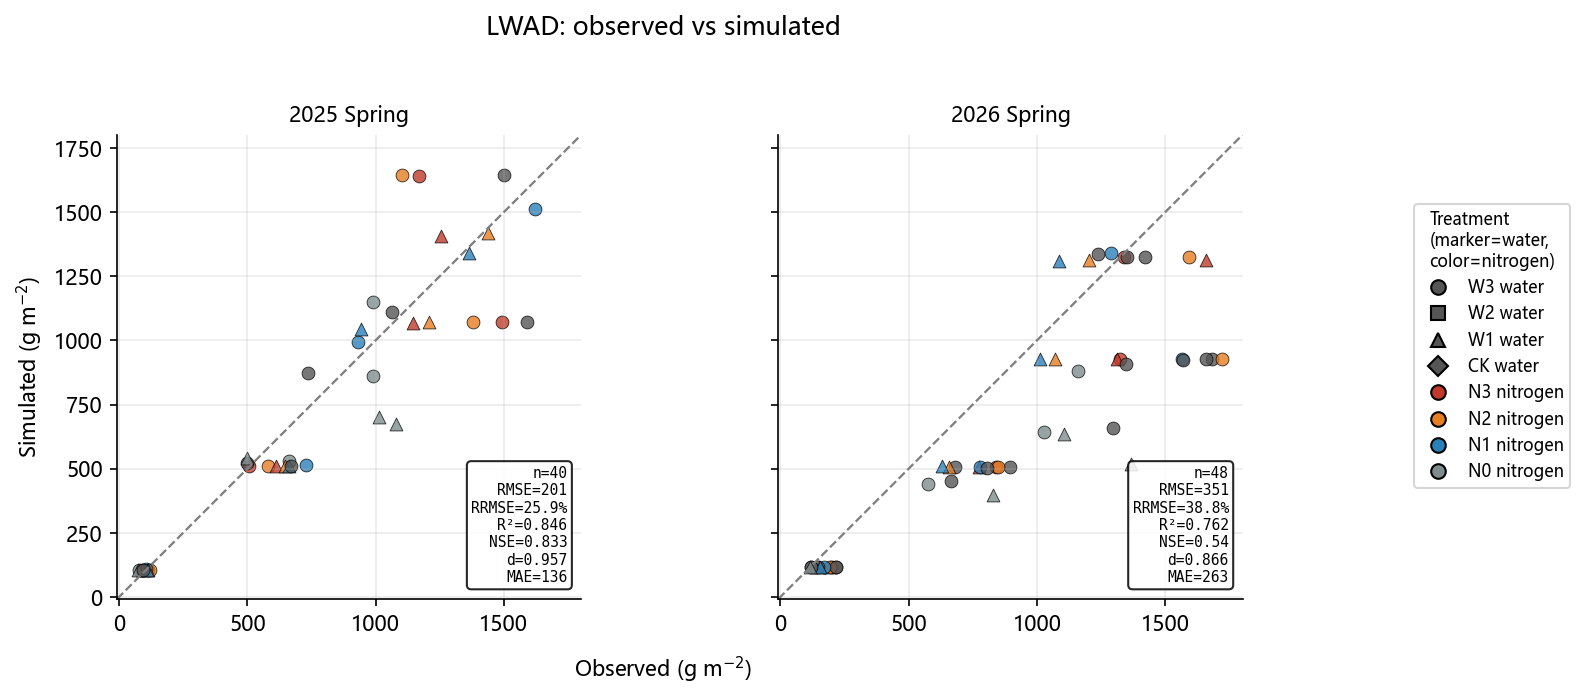 LWAD: observed vs simulated
2025 Spring
2026 Spring
Simulated (g m⁻²)
1750
1500
1250
1000
750
500
250
0
0 500 1000 1500
n=40
RMSE=201
RRMSE=25.9%
R²=0.846
NSE=0.833
d=0.957
MAE=136
0 500 1000 1500
n=48
RMSE=351
RRMSE=38.8%
R²=0.762
NSE=0.54
d=0.866
MAE=263
Observed (g m⁻²)
Treatment
(marker=water,
color=nitrogen)
W3 water
W2 water
W1 water
CK water
N3 nitrogen
N2 nitrogen
N1 nitrogen
N0 nitrogen